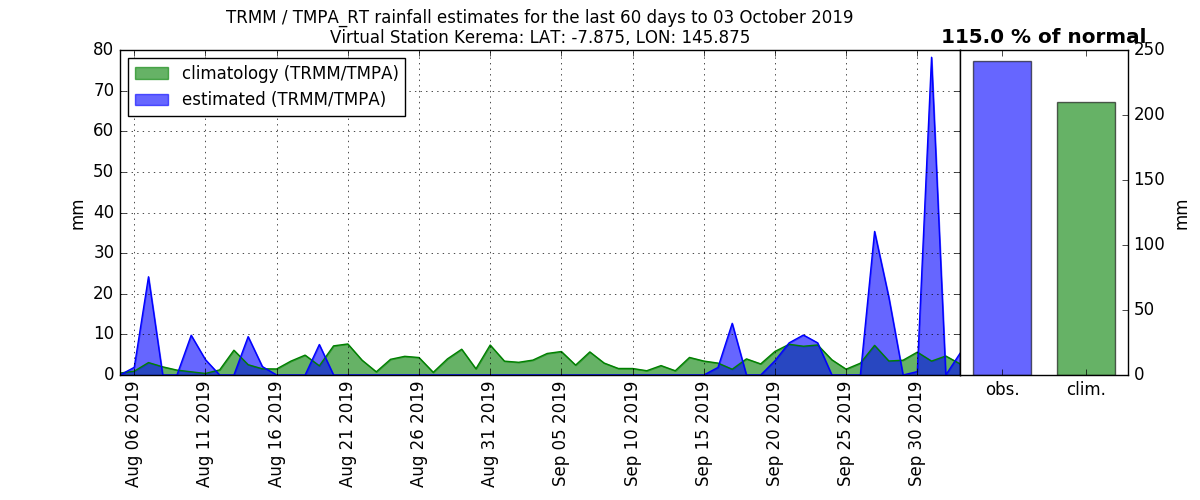 TRMM / TMPA_RT rainfall estimates for the last 60 days to 03 October 2019
Virtual Station Kerema: LAT: -7.875, LON: 145.875
115.0 % of normal
climatology (TRMM/TMPA)
estimated (TRMM/TMPA)
mm
80
70
60
50
40
30
20
10
0
Aug 06 2019
Aug 11 2019
Aug 16 2019
Aug 21 2019
Aug 26 2019
Aug 31 2019
Sep 05 2019
Sep 10 2019
Sep 15 2019
Sep 20 2019
Sep 25 2019
Sep 30 2019
obs.
clim.
250
200
150
100
50
0
mm